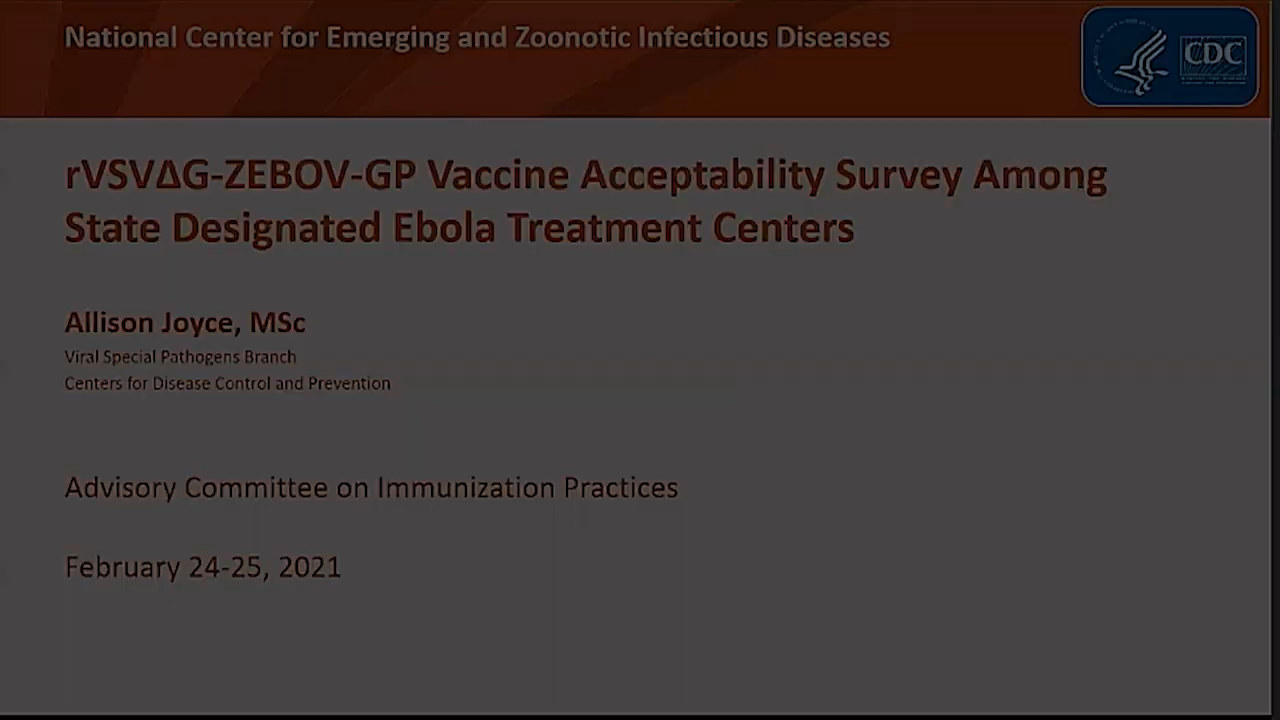 National Center for Emerging and Zoonotic Infectious Diseases
CDC
rVSVΔG-ZEBOV-GP Vaccine Acceptability Survey Among
State Designated Ebola Treatment Centers
Allison Joyce, MSc
Viral Special Pathogens Branch
Centers for Disease Control and Prevention
Advisory Committee on Immunization Practices
February 24-25, 2021